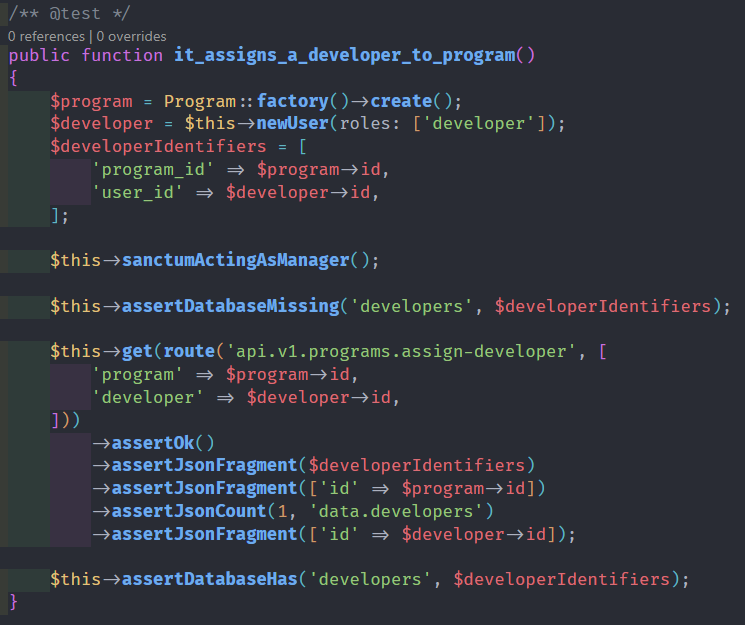 /** @test */
0 references | 0 overrides
public function it_assigns_a_developer_to_program()
{
    $program = Program::factory()->create();
    $developer = $this->newUser(roles: ['developer']);
    $developerIdentifiers = [
        'program_id' => $program->id,
        'user_id' => $developer->id,
    ];

    $this->sanctumActingAsManager();

    $this->assertDatabaseMissing('developers', $developerIdentifiers);

    $this->get(route('api.v1.programs.assign-developer', [
        'program' => $program->id,
        'developer' => $developer->id,
    ]))
        ->assertOk()
        ->assertJsonFragment($developerIdentifiers)
        ->assertJsonFragment(['id' => $program->id])
        ->assertJsonCount(1, 'data.developers')
        ->assertJsonFragment(['id' => $developer->id]);

    $this->assertDatabaseHas('developers', $developerIdentifiers);
}